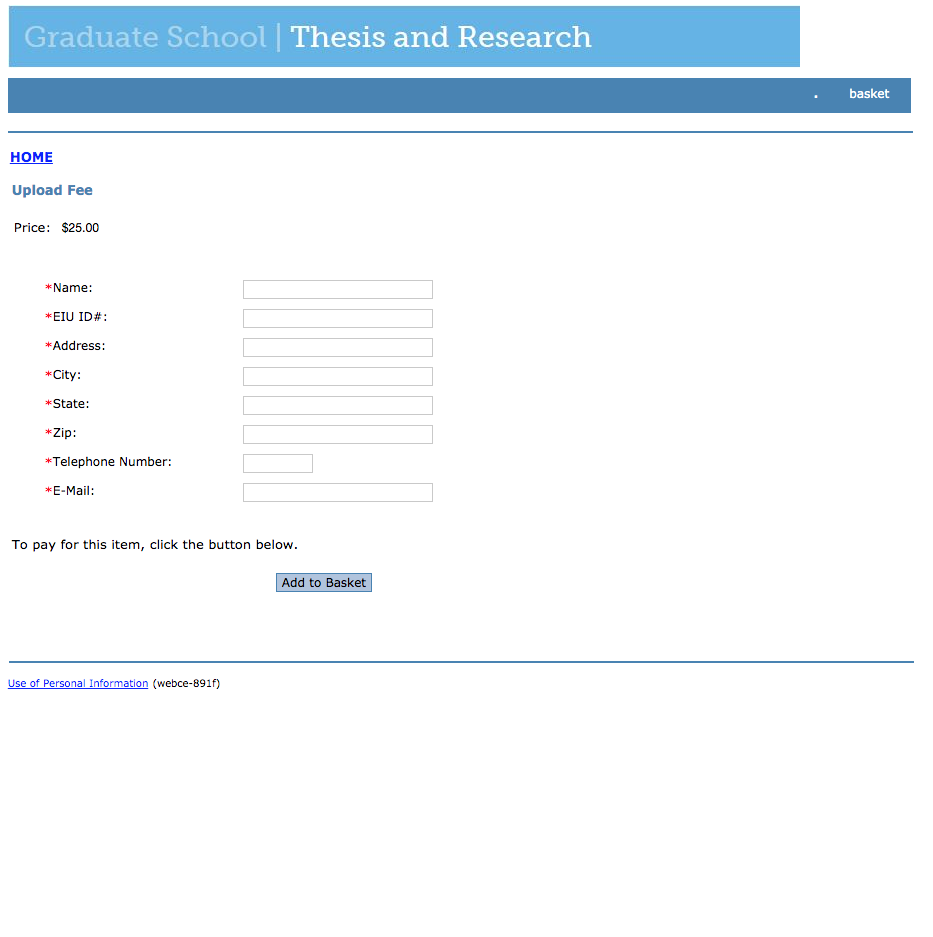 Graduate School | Thesis and Research
. basket
HOME
Upload Fee
Price: $25.00
*Name:
*EIU ID#:
*Address:
*City:
*State:
*Zip:
*Telephone Number:
*E-Mail:
To pay for this item, click the button below.
Add to Basket
Use of Personal Information (webce-891f)